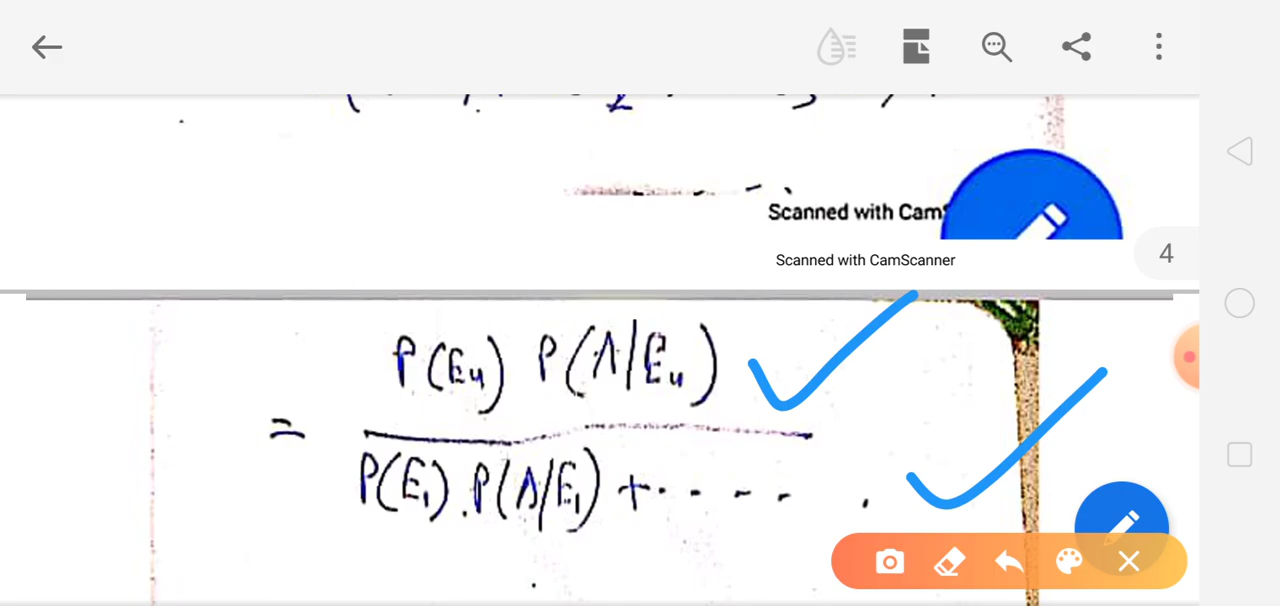 Scanned with Cam
4
Scanned with CamScanner
P(E4) P(A/E4)
=
P(E1).P(A/E1) + - - - - .